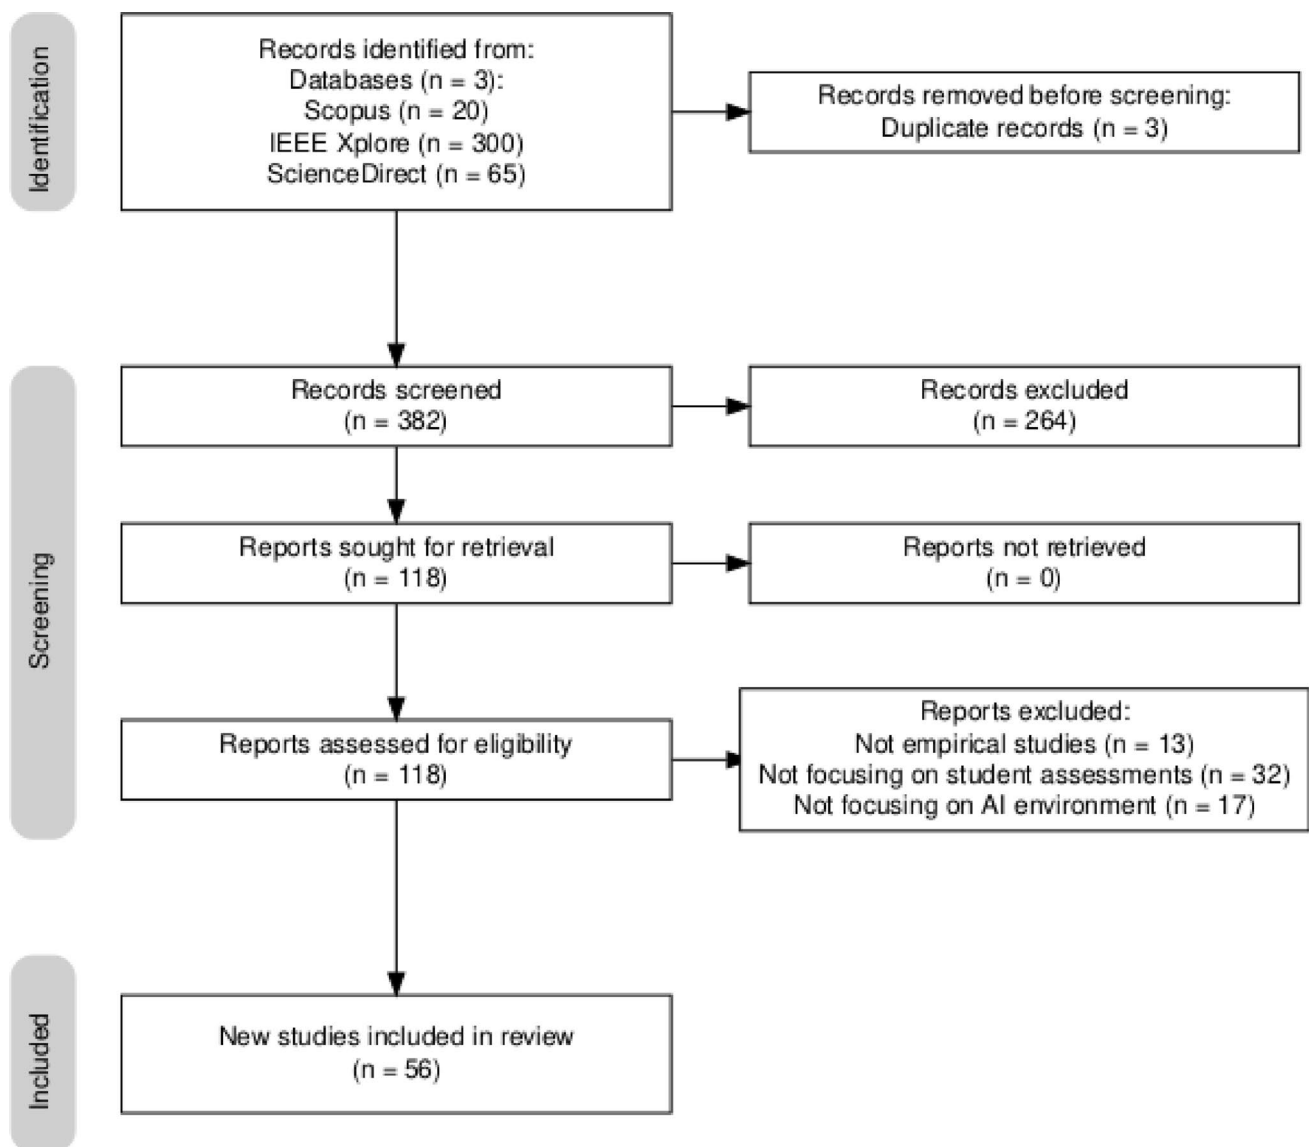 Identification
Records identified from:
Databases (n = 3):
Scopus (n = 20)
IEEE Xplore (n = 300)
ScienceDirect (n = 65)
Records removed before screening:
Duplicate records (n = 3)
Screening
Records screened
(n = 382)
Records excluded
(n = 264)
Reports sought for retrieval
(n = 118)
Reports not retrieved
(n = 0)
Reports assessed for eligibility
(n = 118)
Reports excluded:
Not empirical studies (n = 13)
Not focusing on student assessments (n = 32)
Not focusing on AI environment (n = 17)
Included
New studies included in review
(n = 56)